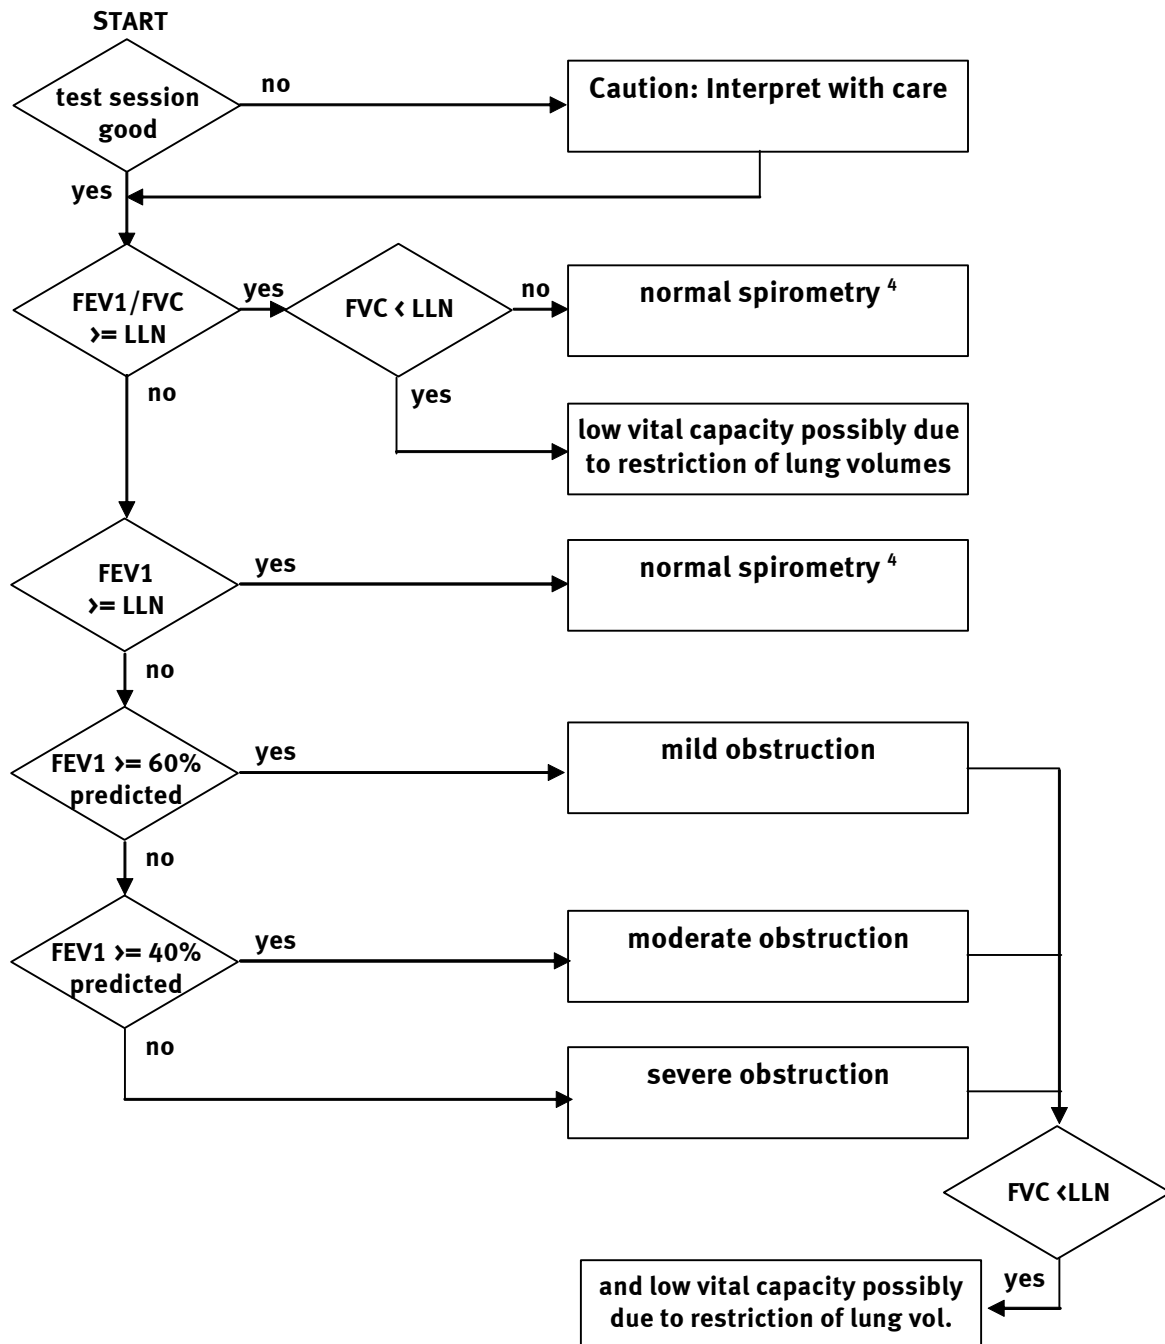 START
test session
good
no
Caution: Interpret with care
yes
FEV1/FVC
>= LLN
yes
FVC < LLN
no
normal spirometry ⁴
no
yes
low vital capacity possibly due
to restriction of lung volumes
FEV1
>= LLN
yes
normal spirometry ⁴
no
FEV1 >= 60%
predicted
yes
mild obstruction
no
FEV1 >= 40%
predicted
yes
moderate obstruction
no
severe obstruction
FVC <LLN
yes
and low vital capacity possibly
due to restriction of lung vol.